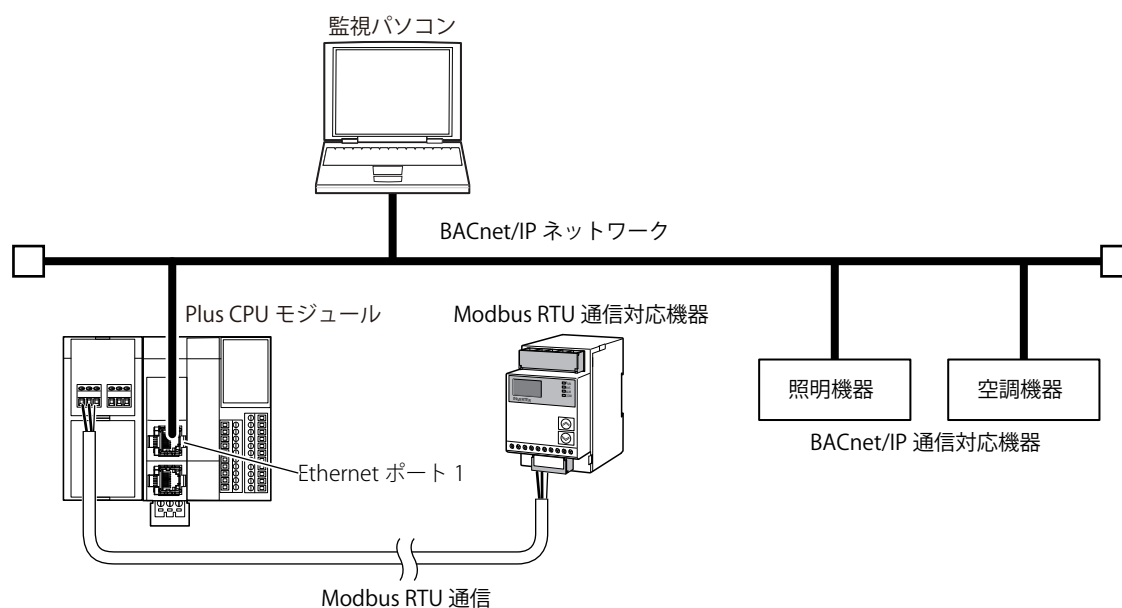 監視パソコン
BACnet/IP ネットワーク
Plus CPU モジュール
Modbus RTU 通信対応機器
照明機器
空調機器
BACnet/IP 通信対応機器
Ethernet ポート 1
Modbus RTU 通信